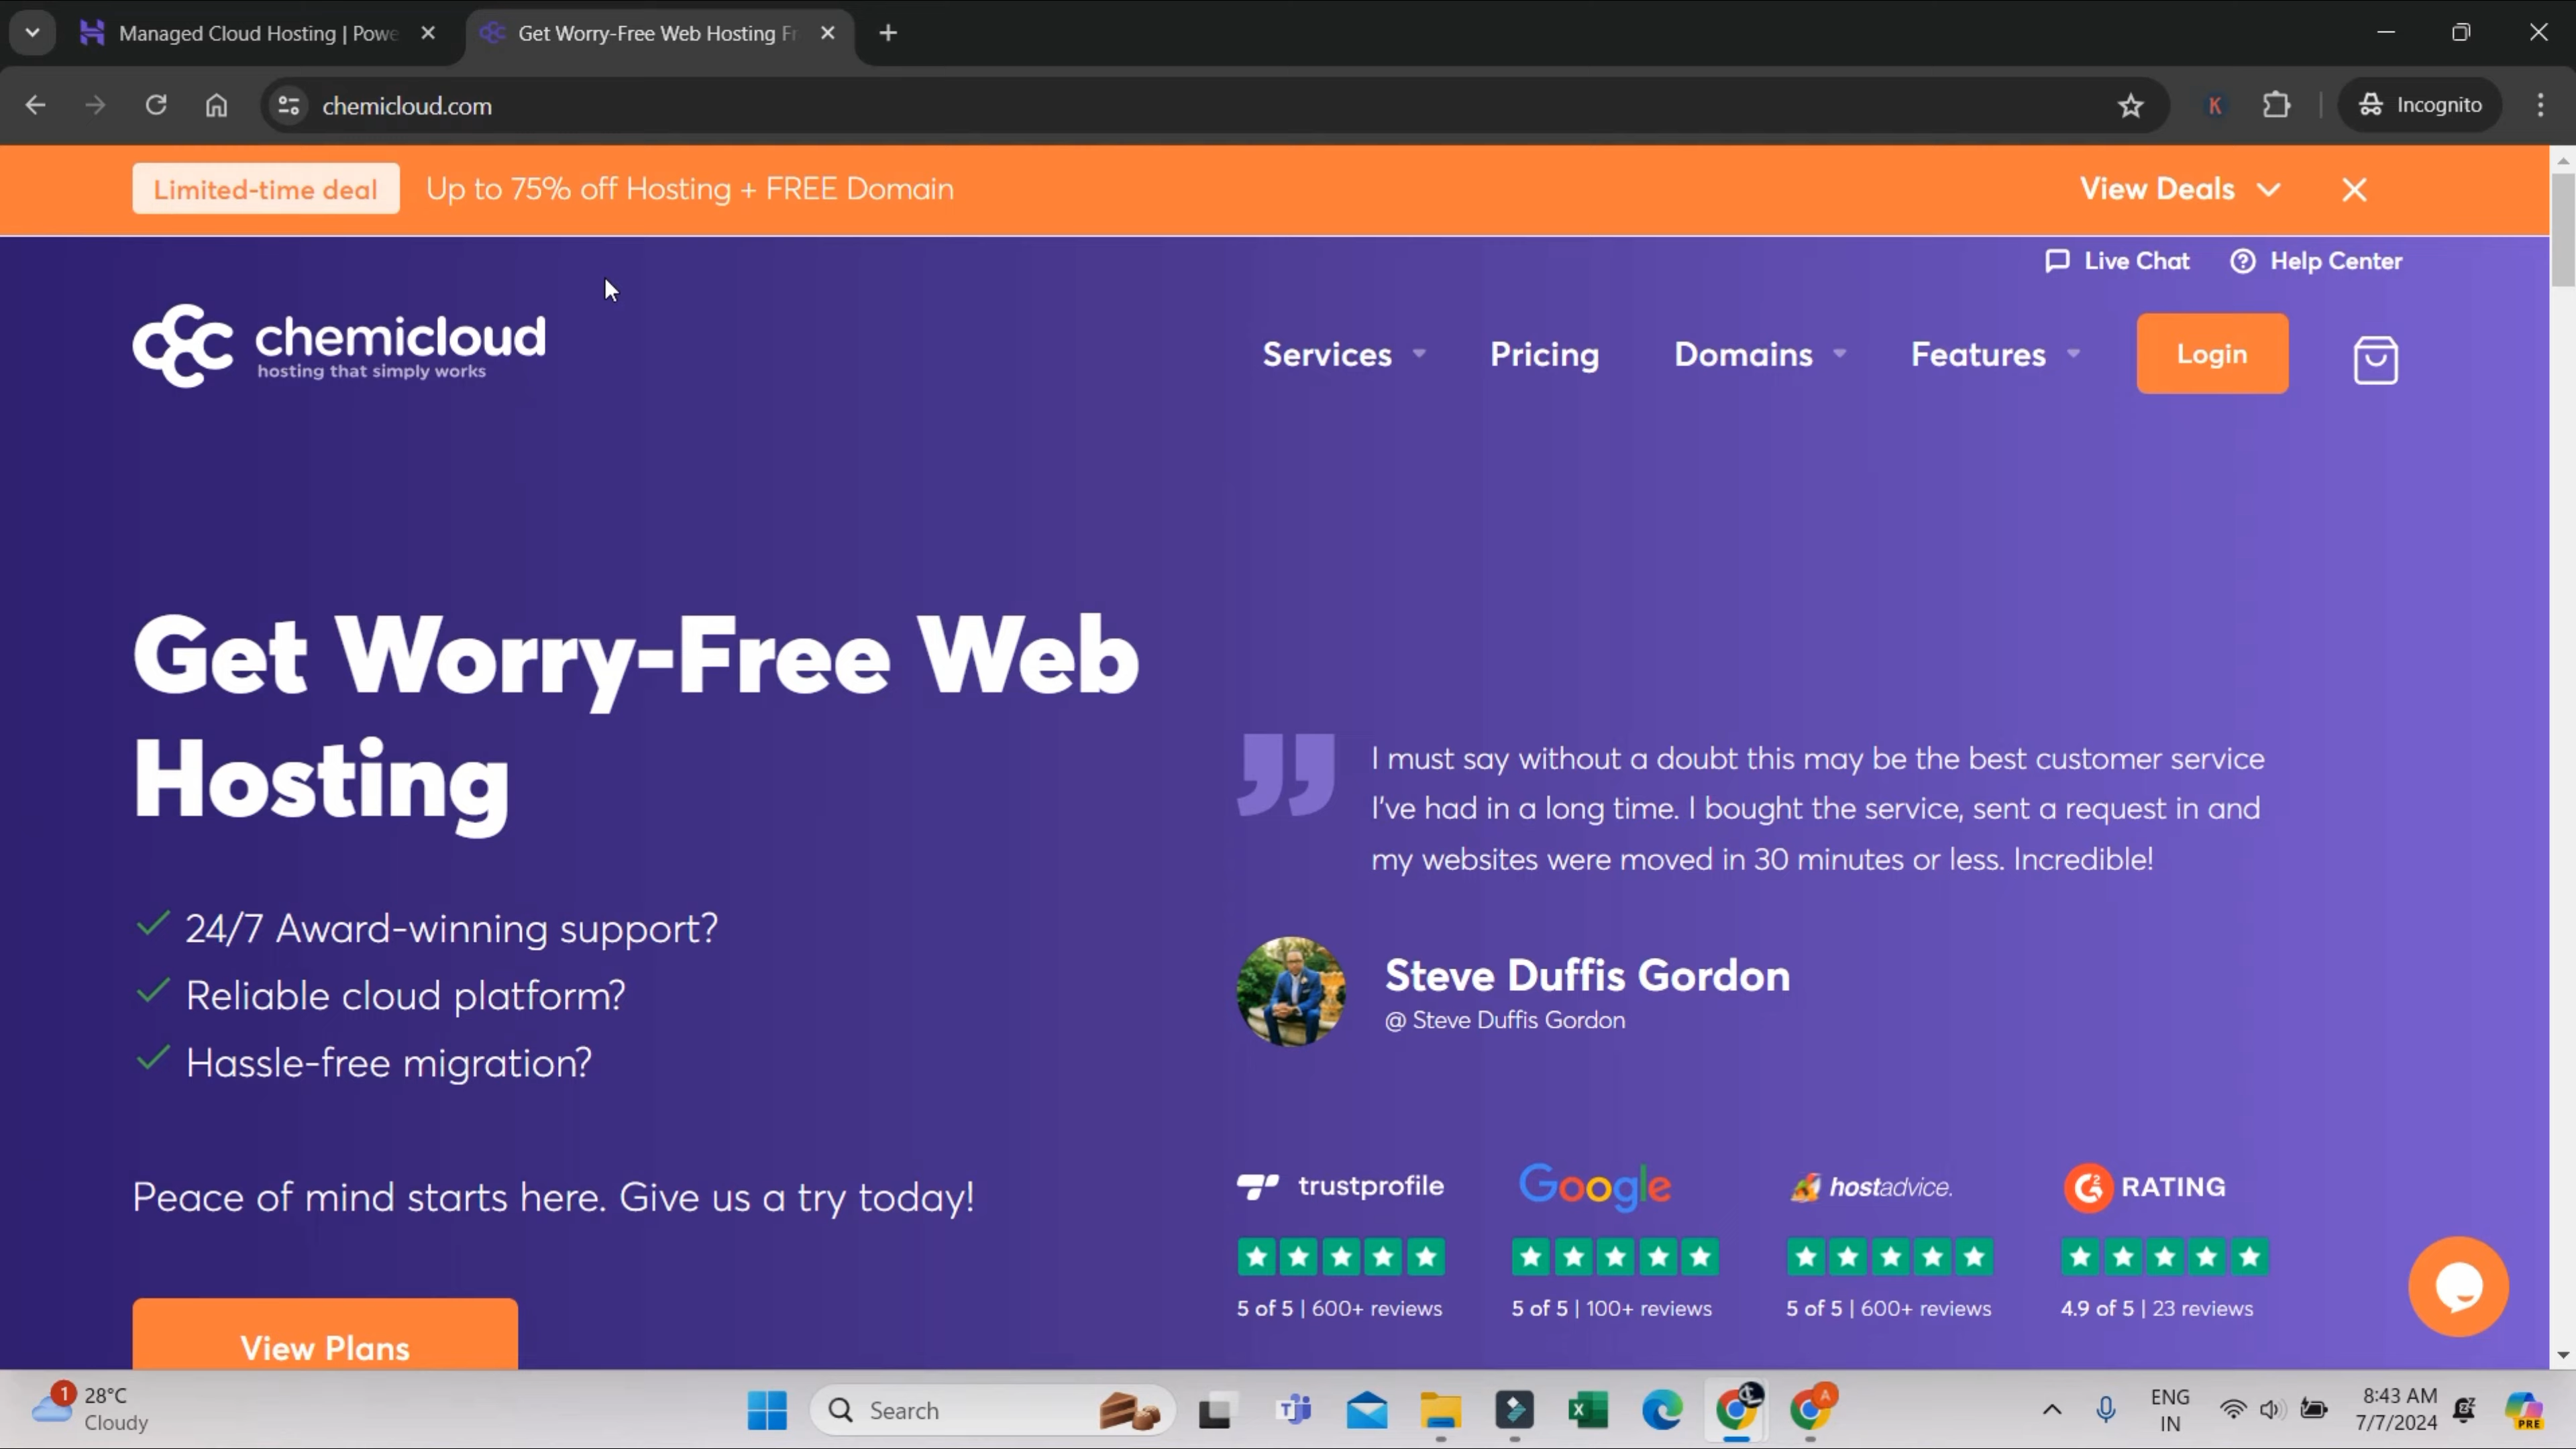 Managed Cloud Hosting | Powe
Get Worry-Free Web Hosting Fr
chemicloud.com
K
Incognito
Limited-time deal
Up to 75% off Hosting + FREE Domain
View Deals
Live Chat
Help Center
chemicloud
hosting that simply works
Services
Pricing
Domains
Features
Login
Get Worry-Free Web
Hosting
24/7 Award-winning support?
Reliable cloud platform?
Hassle-free migration?
Peace of mind starts here. Give us a try today!
View Plans
I must say without a doubt this may be the best customer service
I've had in a long time. I bought the service, sent a request in and
my websites were moved in 30 minutes or less. Incredible!
Steve Duffis Gordon
@ Steve Duffis Gordon
trustprofile
5 of 5 | 600+ reviews
Google
5 of 5 | 100+ reviews
hostadvice.
5 of 5 | 600+ reviews
G2 RATING
4.9 of 5 | 23 reviews
1
28°C
Cloudy
Search
A
ENG
IN
8:43 AM
7/7/2024
PRE